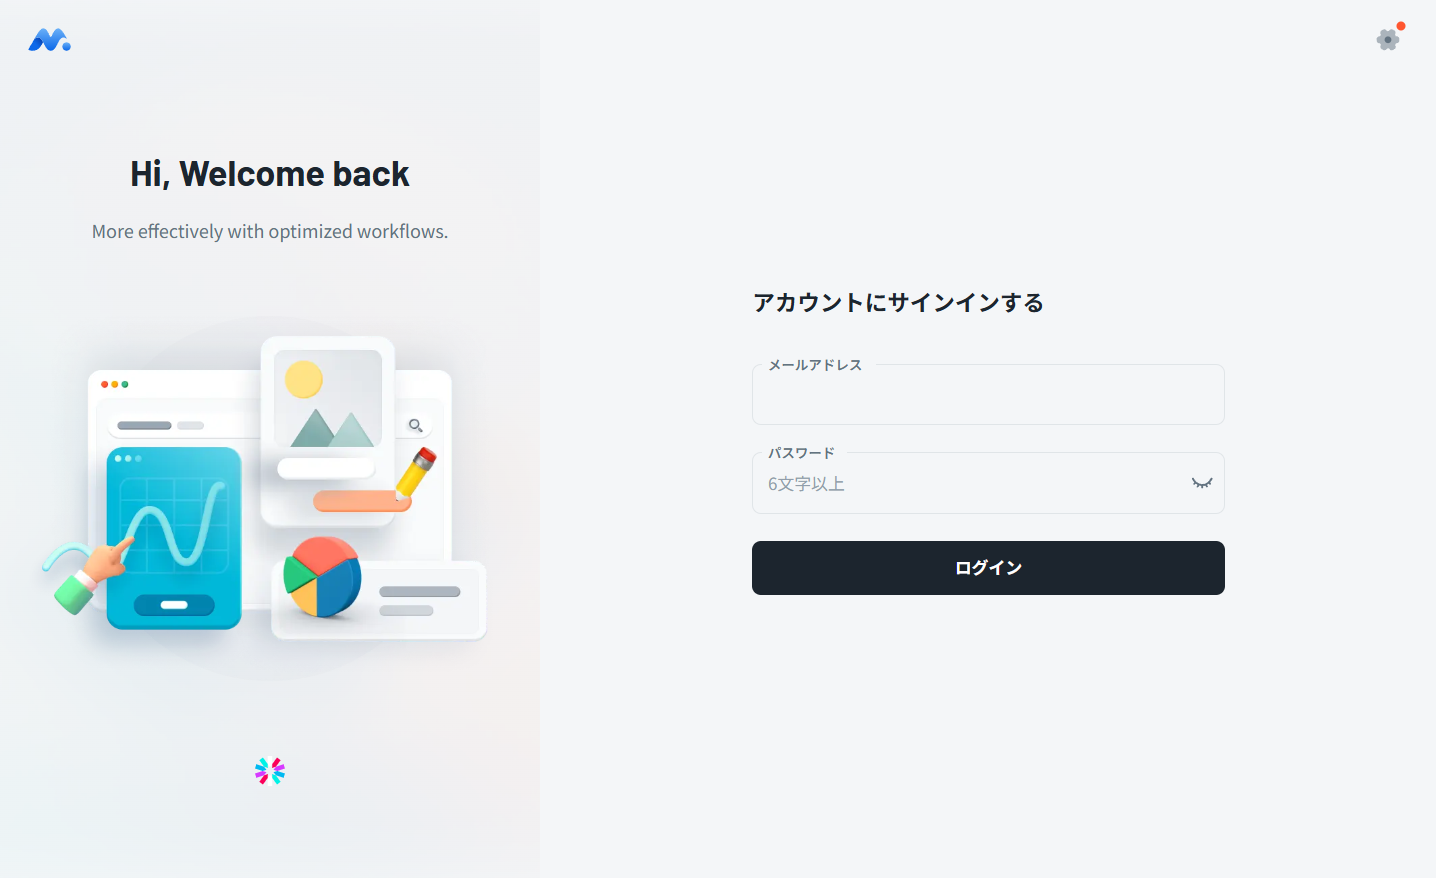 Hi, Welcome back
More effectively with optimized workflows.
アカウントにサインインする
メールアドレス
パスワード
6文字以上
ログイン